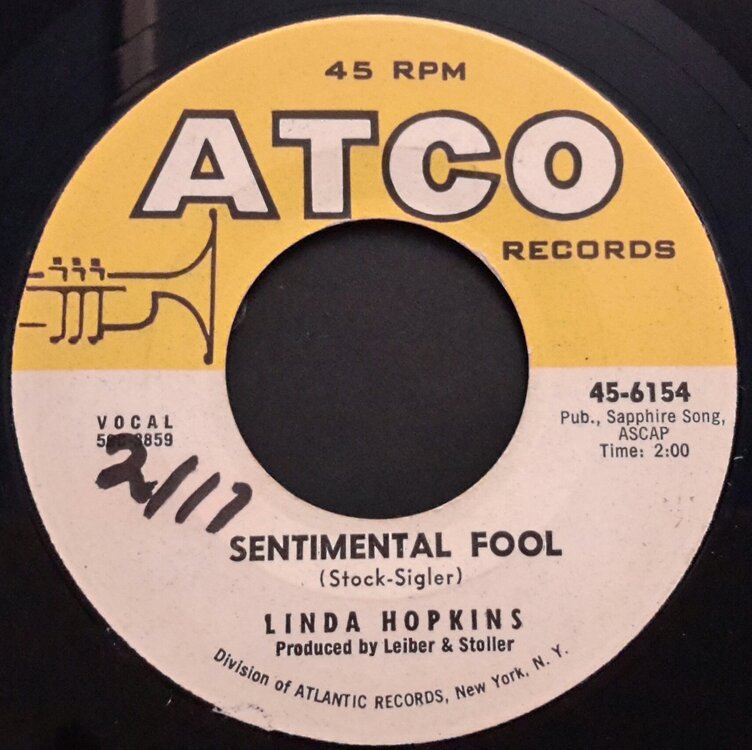 45 RPM
ATCO
RECORDS
VOCAL
45-6154
Pub., Sapphire Song,
ASCAP
Time: 2:00
2/17
SENTIMENTAL FOOL
(Stock-Sigler)
LINDA HOPKINS
Produced by Leiber & Stoller
Division of ATLANTIC RECORDS, New York, N. Y.